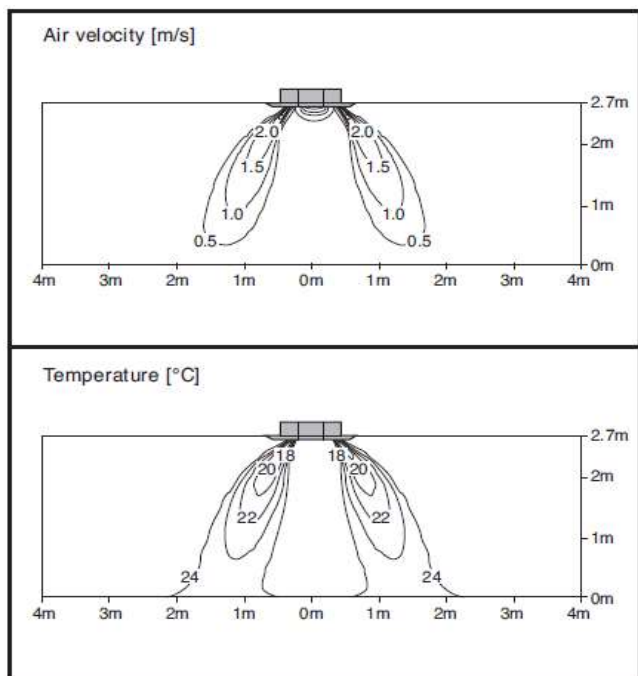 Air velocity [m/s]
2.7m
2.0 2.0
2m
1.5 1.5
1.0 1.0
1m
0.5 0.5
0m
4m 3m 2m 1m 0m 1m 2m 3m 4m
Temperature [°C]
2.7m
18 18
20 20
2m
22 22
1m
24 24
0m
4m 3m 2m 1m 0m 1m 2m 3m 4m